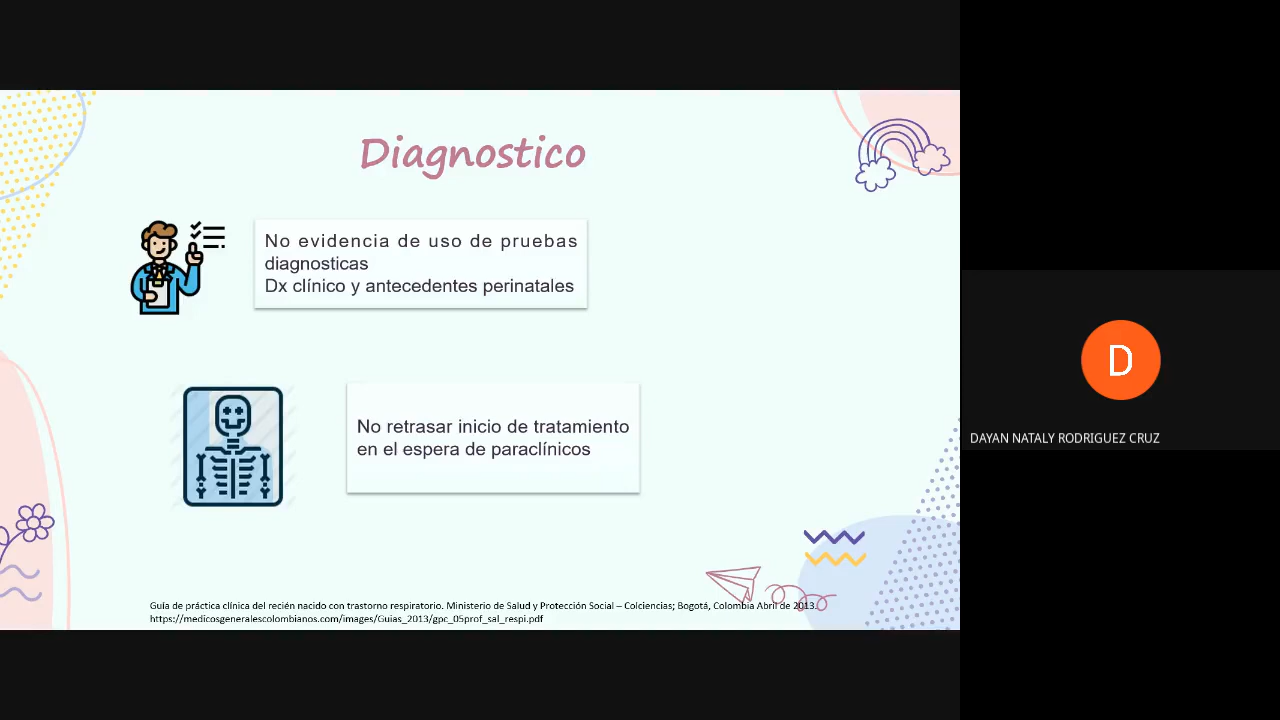 Diagnostico
No evidencia de uso de pruebas
diagnosticas
Dx clínico y antecedentes perinatales
No retrasar inicio de tratamiento
en el espera de paraclínicos
D
DAYAN NATALY RODRIGUEZ CRUZ
Guía de práctica clínica del recién nacido con trastorno respiratorio. Ministerio de Salud y Protección Social – Colciencias; Bogotá, Colombia Abril de 2013.
https://medicosgeneralescolombianos.com/images/Guias_2013/gpc_05prof_sal_respi.pdf